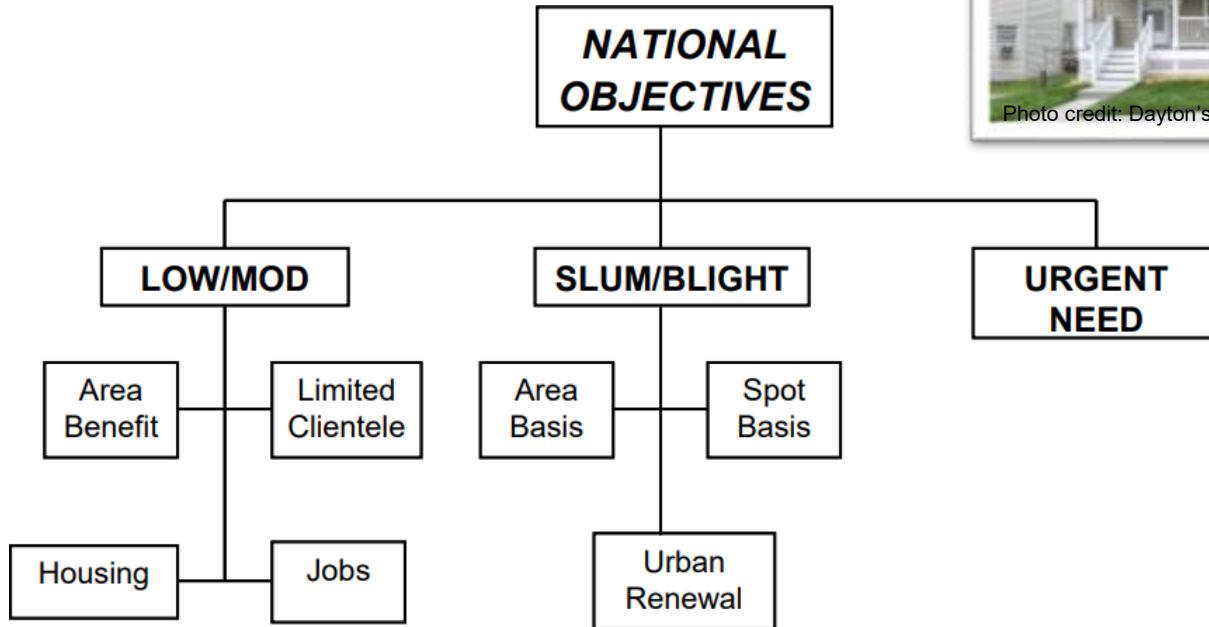 NATIONAL
OBJECTIVES
Photo credit: Dayton's
LOW/MOD
SLUM/BLIGHT
URGENT
NEED
Area
Benefit
Limited
Clientele
Area
Basis
Spot
Basis
Housing
Jobs
Urban
Renewal